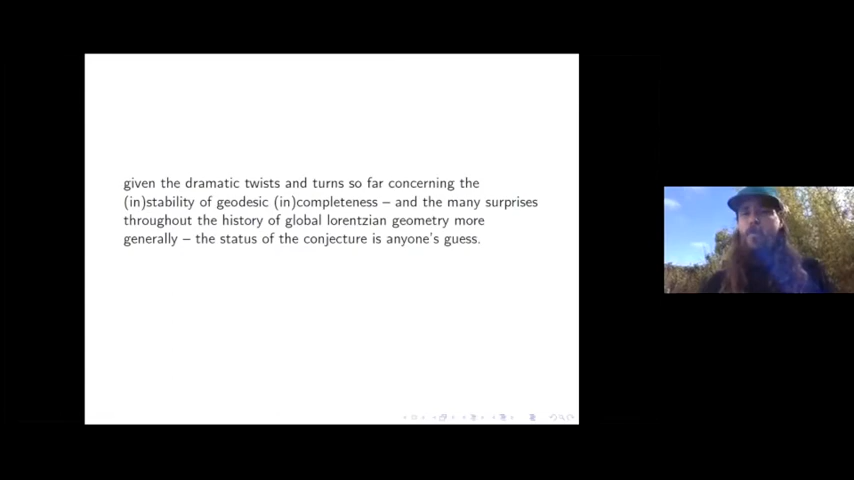 given the dramatic twists and turns so far concerning the
(in)stability of geodesic (in)completeness – and the many surprises
throughout the history of global lorentzian geometry more
generally – the status of the conjecture is anyone's guess.